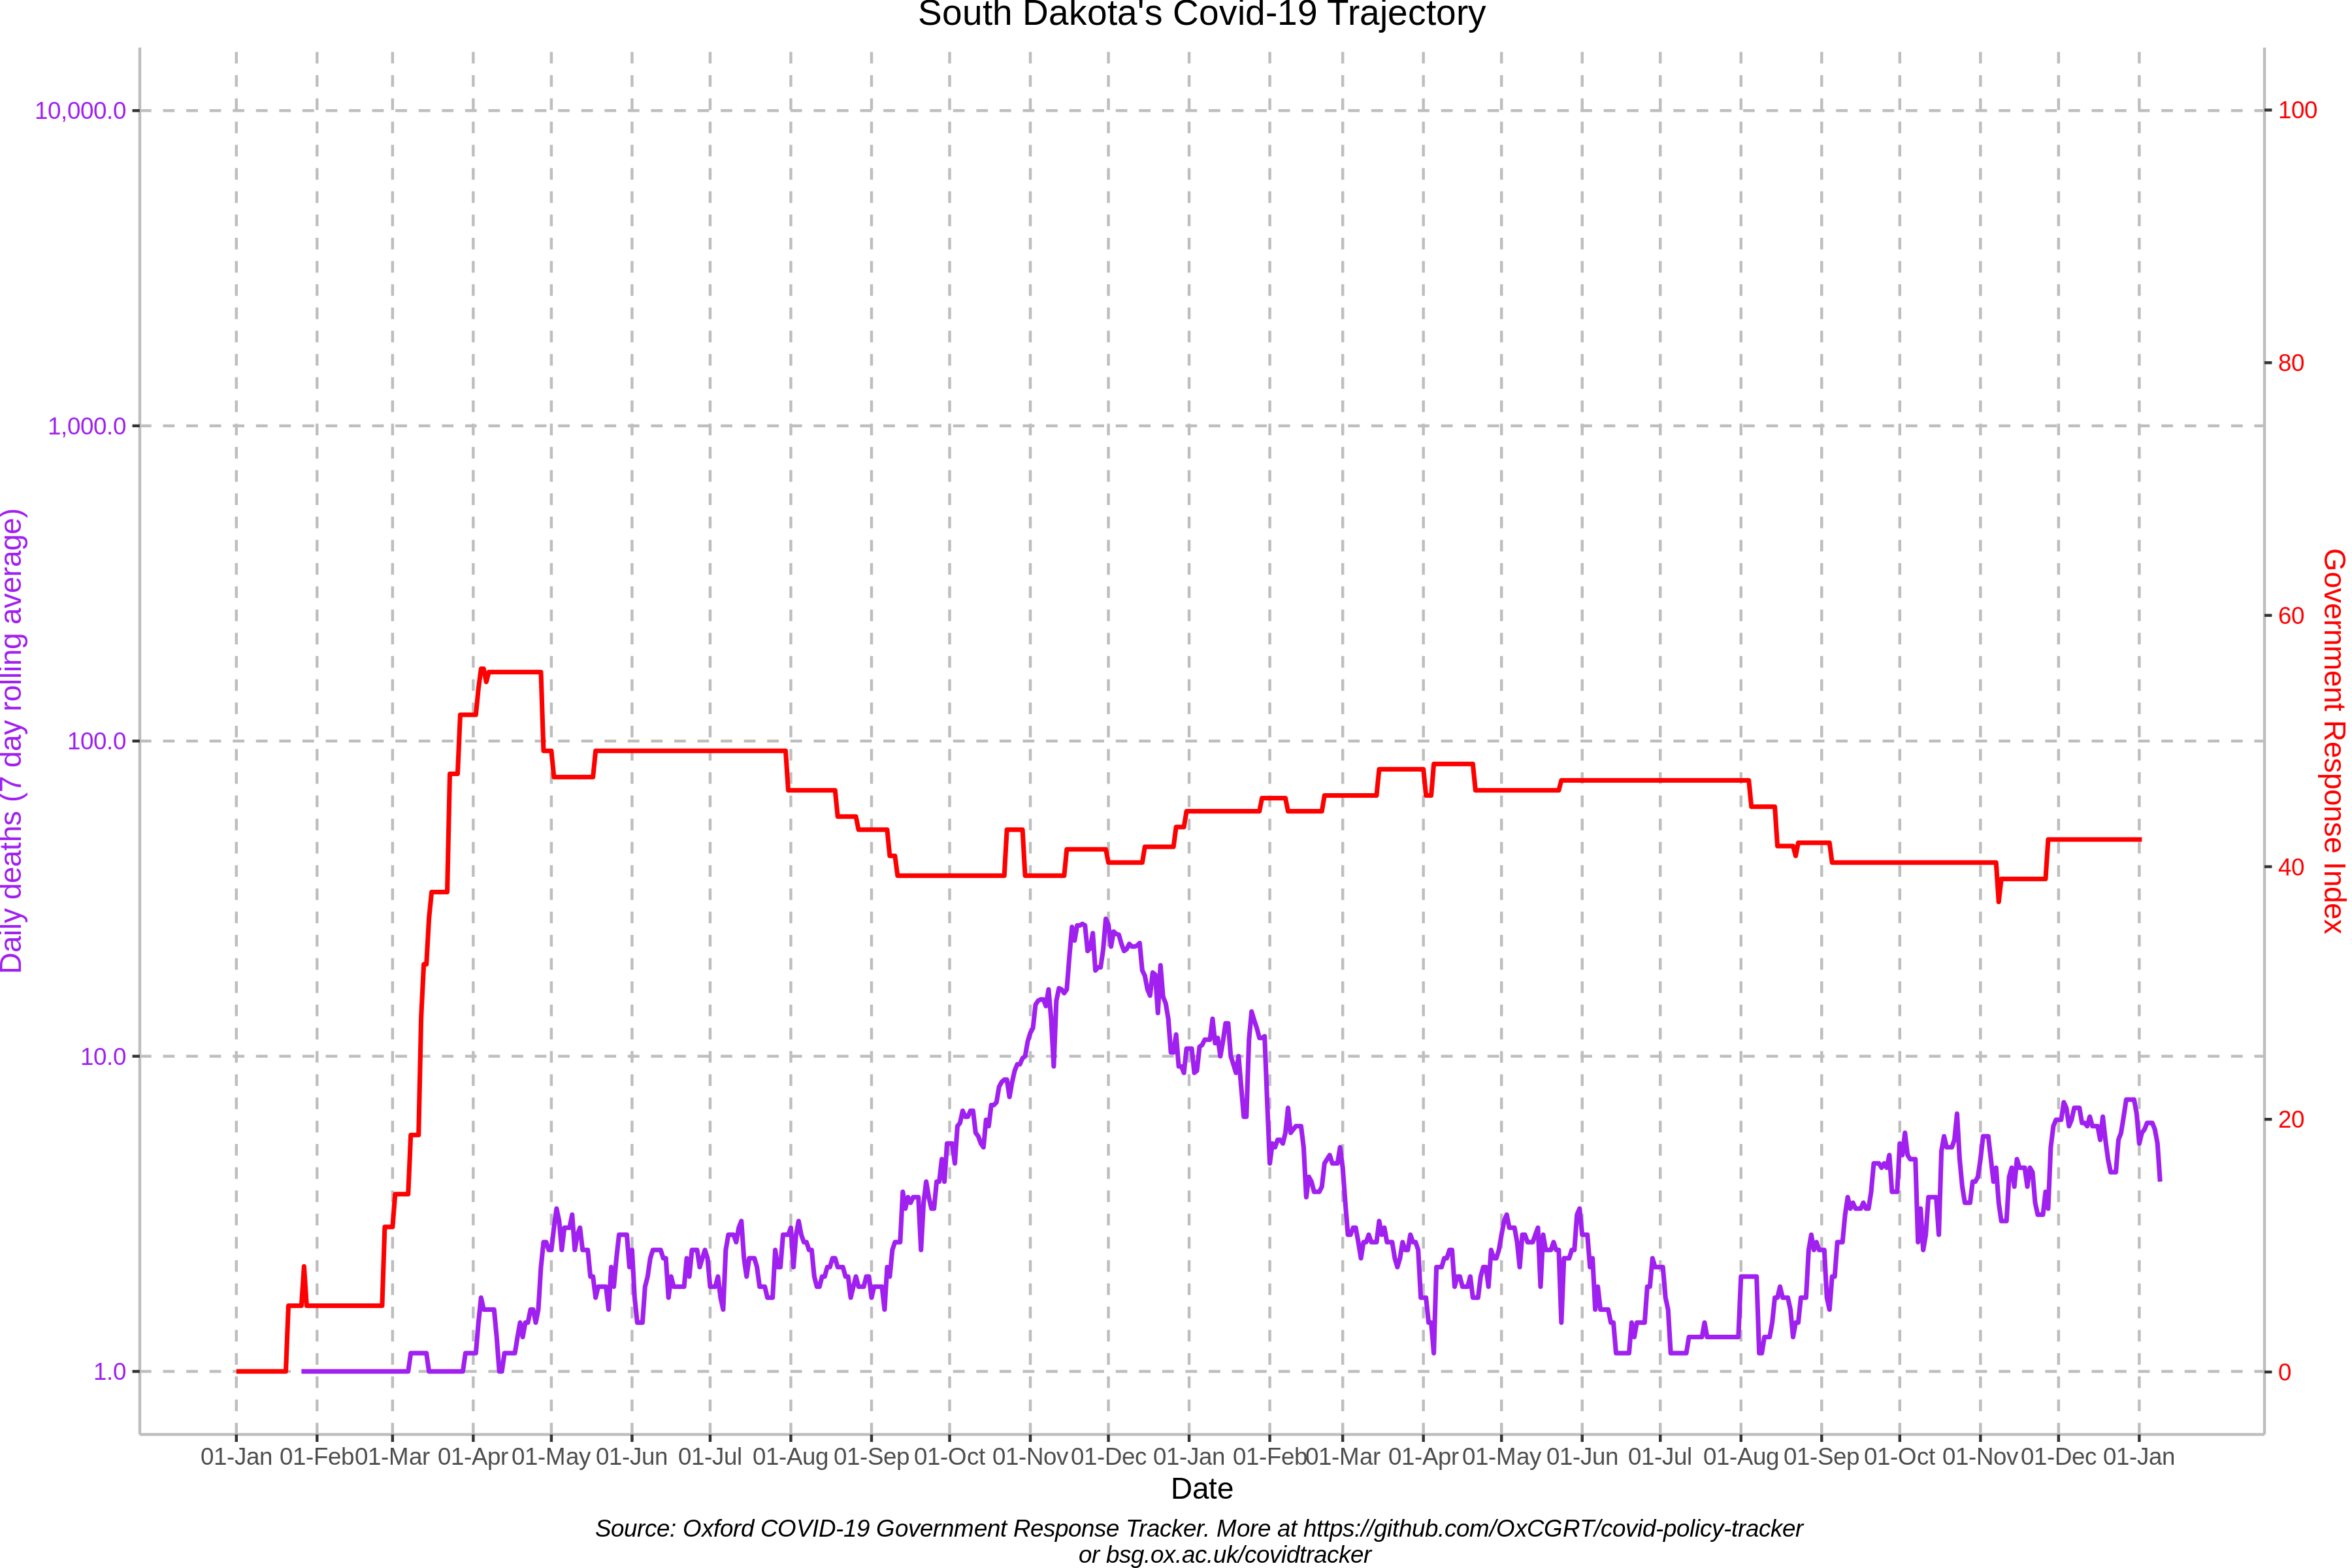 South Dakota's Covid-19 Trajectory
10,000.0
1,000.0
100.0
10.0
1.0
Daily deaths (7 day rolling average)
100
80
60
40
20
0
Government Response Index
01-Jan 01-Feb 01-Mar 01-Apr 01-May 01-Jun 01-Jul 01-Aug 01-Sep 01-Oct 01-Nov 01-Dec 01-Jan 01-Feb 01-Mar 01-Apr 01-May 01-Jun 01-Jul 01-Aug 01-Sep 01-Oct 01-Nov 01-Dec 01-Jan
Date
Source: Oxford COVID-19 Government Response Tracker. More at https://github.com/OxCGRT/covid-policy-tracker
or bsg.ox.ac.uk/covidtracker